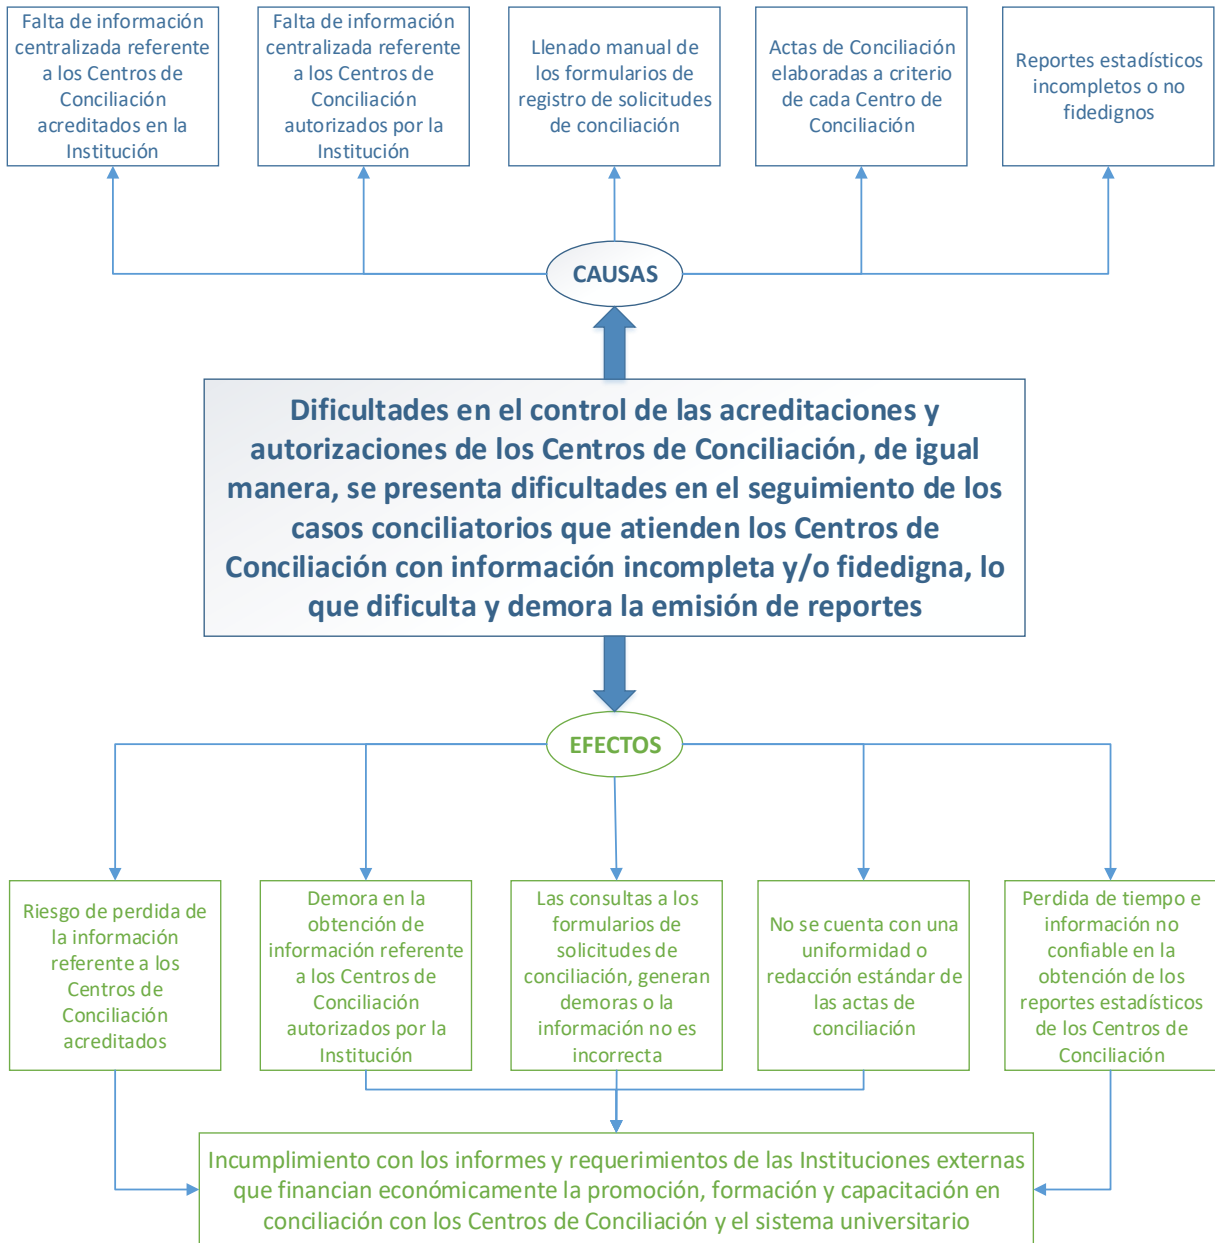 Falta de información
centralizada referente
a los Centros de
Conciliación
acreditados en la
Institución
Falta de información
centralizada referente
a los Centros de
Conciliación
autorizados por la
Institución
Llenado manual de
los formularios de
registro de solicitudes
de conciliación
Actas de Conciliación
elaboradas a criterio
de cada Centro de
Conciliación
Reportes estadísticos
incompletos o no
fidedignos
CAUSAS
Dificultades en el control de las acreditaciones y
autorizaciones de los Centros de Conciliación, de igual
manera, se presenta dificultades en el seguimiento de los
casos conciliatorios que atienden los Centros de
Conciliación con información incompleta y/o fidedigna, lo
que dificulta y demora la emisión de reportes
EFECTOS
Riesgo de perdida de
la información
referente a los
Centros de
Conciliación
acreditados
Demora en la
obtención de
información referente
a los Centros de
Conciliación
autorizados por la
Institución
Las consultas a los
formularios de
solicitudes de
conciliación, generan
demoras o la
información no es
incorrecta
No se cuenta con una
uniformidad o
redacción estándar de
las actas de
conciliación
Perdida de tiempo e
información no
confiable en la
obtención de los
reportes estadísticos
de los Centros de
Conciliación
Incumplimiento con los informes y requerimientos de las Instituciones externas
que financian económicamente la promoción, formación y capacitación en
conciliación con los Centros de Conciliación y el sistema universitario